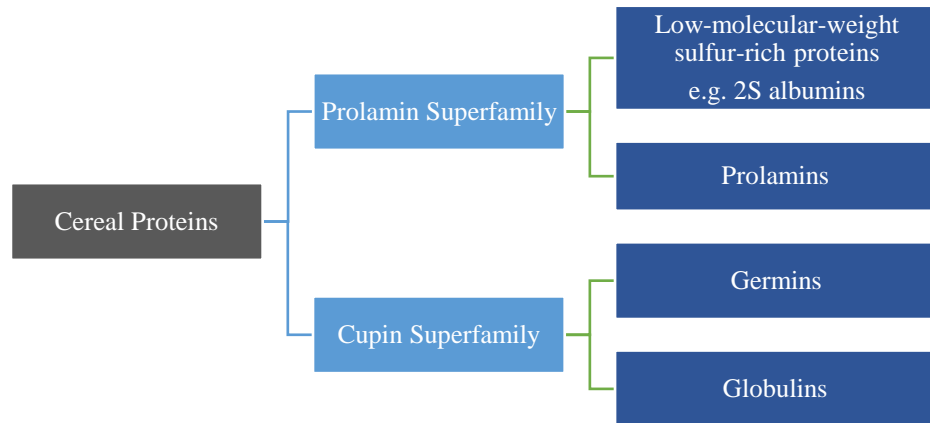 Cereal Proteins
Prolamin Superfamily
Low-molecular-weight
sulfur-rich proteins
e.g. 2S albumins
Prolamins
Cupin Superfamily
Germins
Globulins